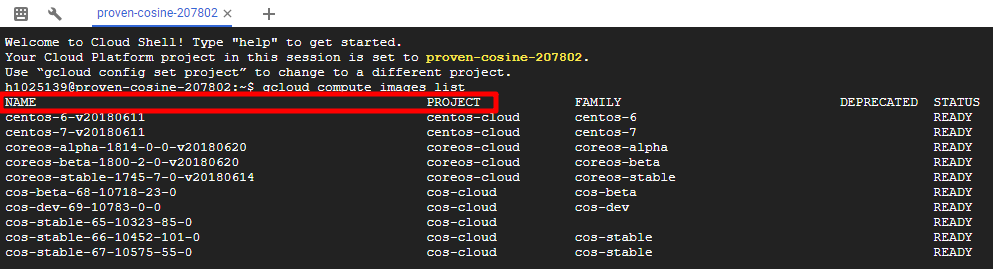 proven-cosine-207802 × +
Welcome to Cloud Shell! Type "help" to get started.
Your Cloud Platform project in this session is set to proven-cosine-207802.
Use “gcloud config set project” to change to a different project.
h1025139@proven-cosine-207802:~$ gcloud compute images list
NAME PROJECT FAMILY DEPRECATED STATUS
centos-6-v20180611 centos-cloud centos-6 READY
centos-7-v20180611 centos-cloud centos-7 READY
coreos-alpha-1814-0-0-v20180620 coreos-cloud coreos-alpha READY
coreos-beta-1800-2-0-v20180620 coreos-cloud coreos-beta READY
coreos-stable-1745-7-0-v20180614 coreos-cloud coreos-stable READY
cos-beta-68-10718-23-0 cos-cloud cos-beta READY
cos-dev-69-10783-0-0 cos-cloud cos-dev READY
cos-stable-65-10323-85-0 cos-cloud READY
cos-stable-66-10452-101-0 cos-cloud cos-stable READY
cos-stable-67-10575-55-0 cos-cloud cos-stable READY